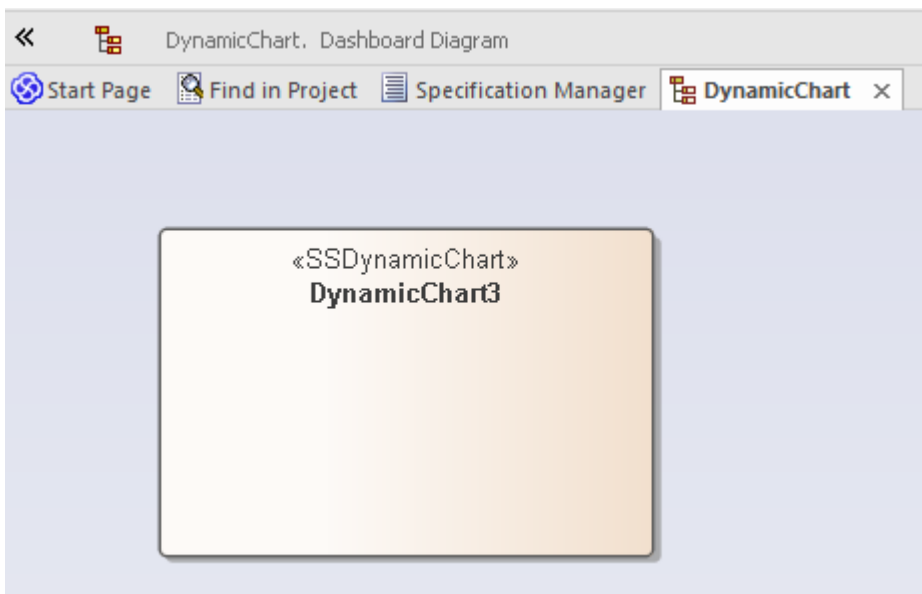 DynamicChart. Dashboard Diagram
Start Page Find in Project Specification Manager DynamicChart
«SSDynamicChart»
DynamicChart3